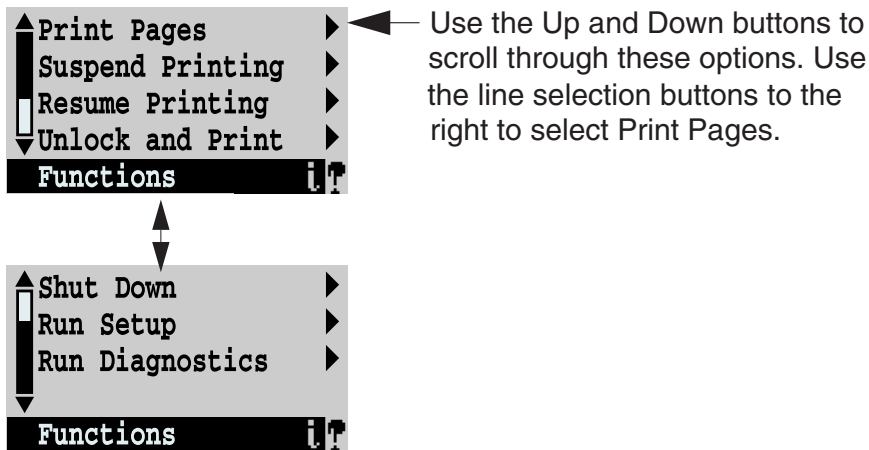 Print Pages
Suspend Printing
Resume Printing
Unlock and Print
Functions
Use the Up and Down buttons to
scroll through these options. Use
the line selection buttons to the
right to select Print Pages.
Shut Down
Run Setup
Run Diagnostics
Functions